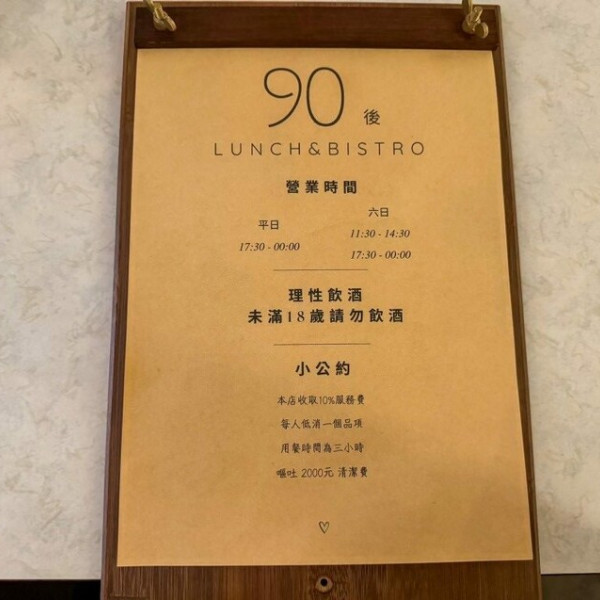 90 後
LUNCH&BISTRO
營業時間
平日
17:30 - 00:00
六日
11:30 - 14:30
17:30 - 00:00
理性飲酒
未滿18歲請勿飲酒
小公約
本店收取10%服務費
每人低消一個品項
用餐時間為三小時
嘔吐 2000元 清潔費